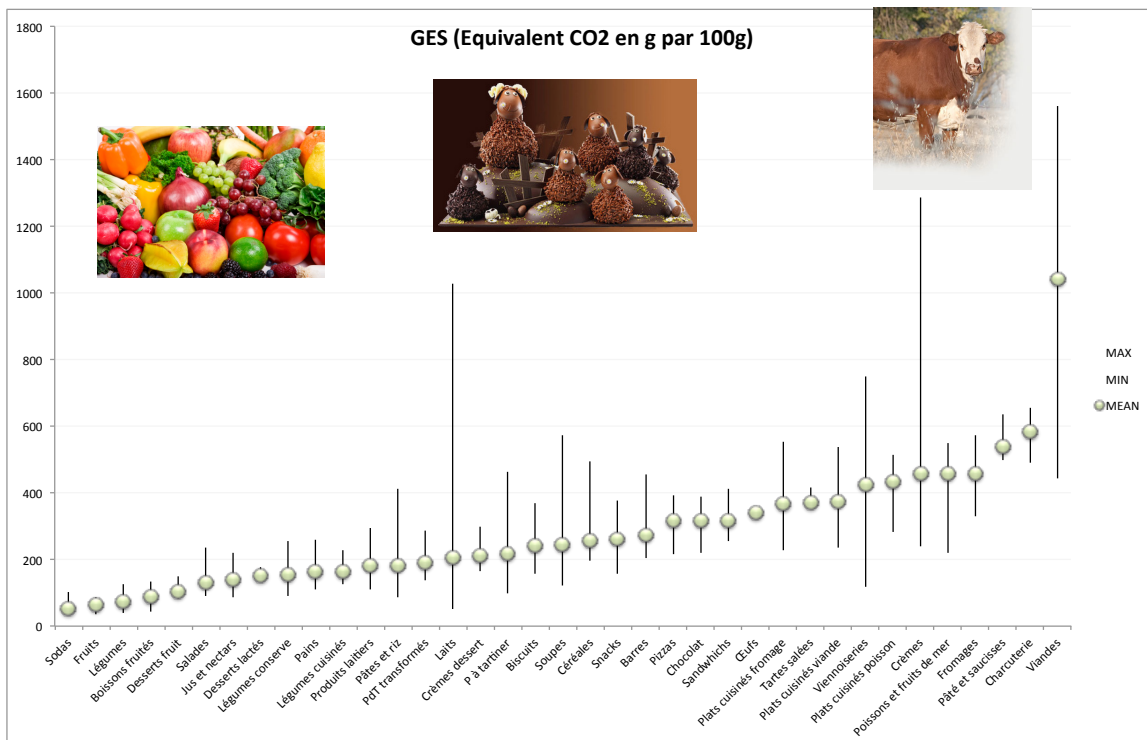 GES (Equivalent CO2 en g par 100g)
1800
1600
1400
1200
1000
800
600
400
200
0
MAX
MIN
MEAN
Sodas
Fruits
Légumes
Boissons fruités
Desserts fruit
Salades
Jus et nectars
Desserts lactés
Légumes conserve
Pains
Légumes cuisinés
Produits laitiers
Pâtes et riz
PdT transformés
Laits
Crèmes dessert
P à tartiner
Biscuits
Soupes
Céréales
Snacks
Barres
Pizzas
Chocolat
Sandwhichs
Œufs
Plats cuisinés fromage
Tartes salées
Plats cuisinés viande
Viennoiseries
Plats cuisinés poisson
Crèmes
Poissons et fruits de mer
Fromages
Pâté et saucisses
Charcuterie
Viandes